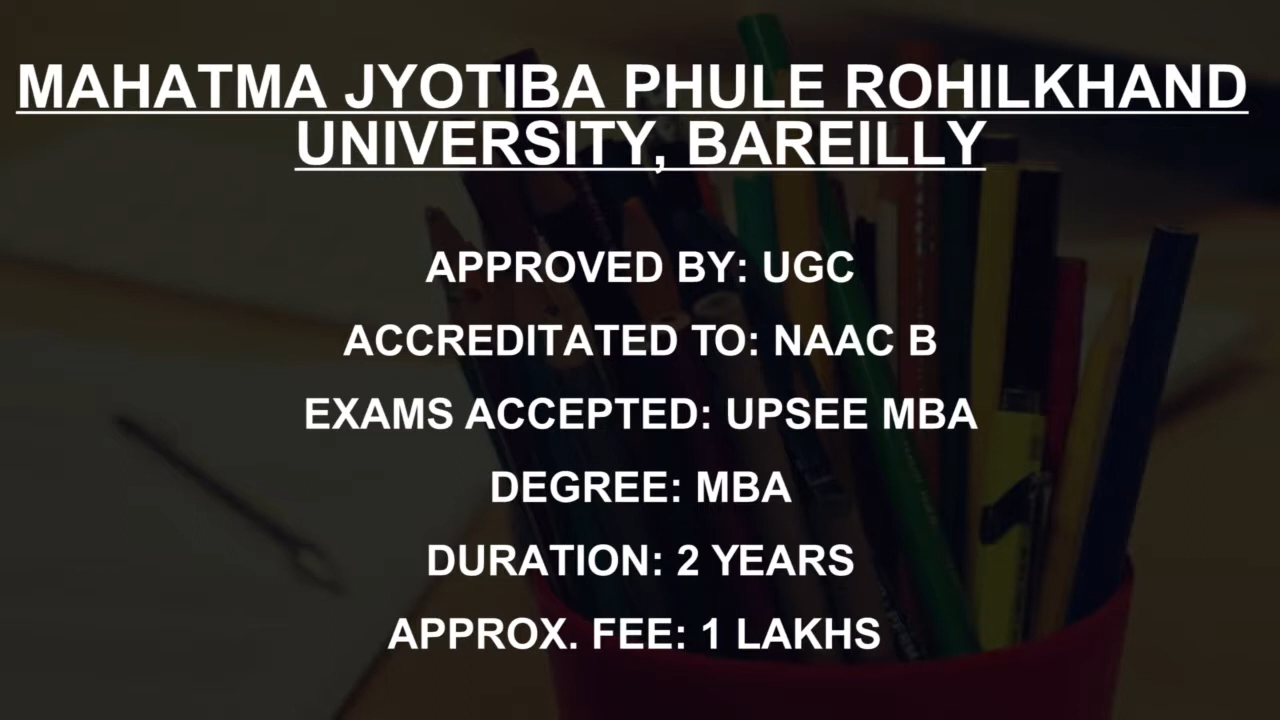 MAHATMA JYOTIBA PHULE ROHILKHAND
UNIVERSITY, BAREILLY
APPROVED BY: UGC
ACCREDITATED TO: NAAC B
EXAMS ACCEPTED: UPSEE MBA
DEGREE: MBA
DURATION: 2 YEARS
APPROX. FEE: 1 LAKHS